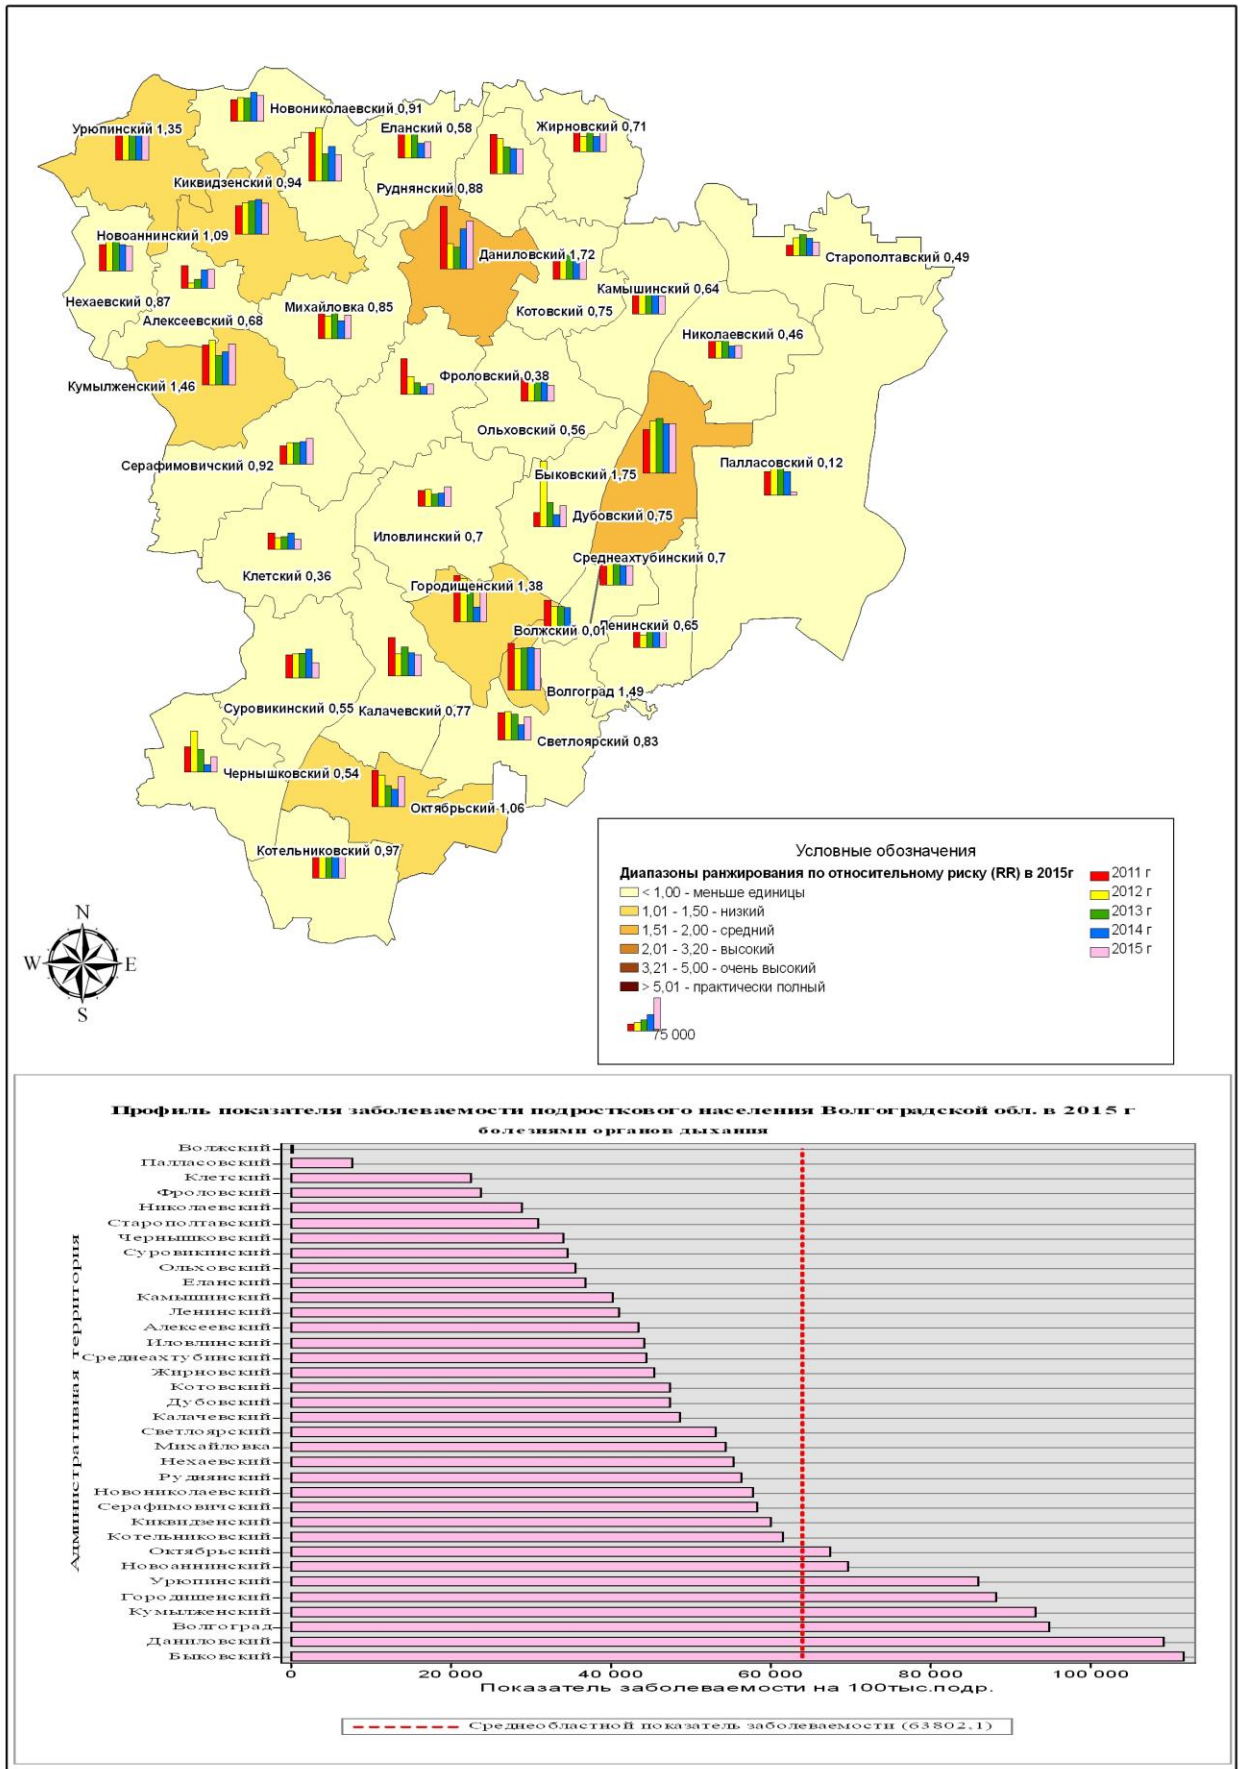 Новониколаевский 0,91
Урюпинский 1,35
Еланский 0,58
Жирновский 0,71
Киквидзенский 0,94
Руднянский 0,88
Новоаннинский 1,09
Даниловский 1,72
Старополтавский 0,49
Нехаевский 0,87
Камышинский 0,64
Алексеевский 0,68
Михайловка 0,85
Котовский 0,75
Николаевский 0,46
Кумылженский 1,46
Фроловский 0,38
Ольховский 0,56
Серафимовичский 0,92
Быковский 1,75
Палласовский 0,12
Дубовский 0,75
Иловлинский 0,7
Среднеахтубинский 0,7
Клетский 0,36
Городищенский 1,38
Волжский 0,01
Ленинский 0,65
Волгоград 1,49
Суровикинский 0,55
Калачевский 0,77
Светлоярский 0,83
Чернышковский 0,54
Октябрьский 1,06
Котельниковский 0,97
N
W
E
S
Условные обозначения
Диапазоны ранжирования по относительному риску (RR) в 2015г
< 1,00 - меньше единицы
1,01 - 1,50 - низкий
1,51 - 2,00 - средний
2,01 - 3,20 - высокий
3,21 - 5,00 - очень высокий
> 5,01 - практически полный
75 000
2011 г
2012 г
2013 г
2014 г
2015 г
Профиль показателя заболеваемости подросткового населения Волгоградской обл. в 2015 г
болезнями органов дыхания
Административная территория
Волжский
Палласовский
Клетский
Фроловский
Николаевский
Старополтавский
Чернышковский
Суровикинский
Ольховский
Еланский
Камышинский
Ленинский
Алексеевский
Иловлинский
Среднеахтубинский
Жирновский
Котовский
Дубовский
Калачевский
Светлоярский
Михайловка
Нехаевский
Руднянский
Новониколаевский
Серафимовичский
Киквидзенский
Котельниковский
Октябрьский
Новоаннинский
Урюпинский
Городищенский
Кумылженский
Волгоград
Даниловский
Быковский
0 20 000 40 000 60 000 80 000 100 000
Показатель заболеваемости на 100тыс.подр.
Среднеобластной показатель заболеваемости (63802,1)